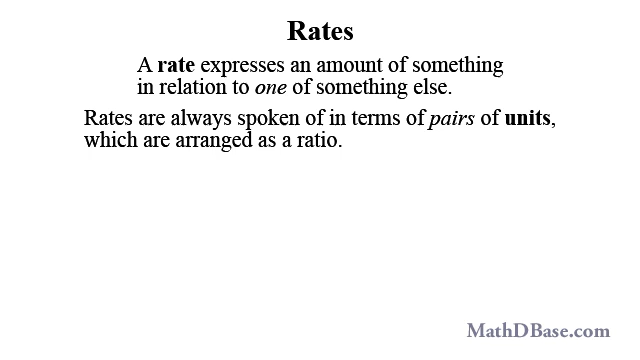 Rates
A rate expresses an amount of something
in relation to one of something else.
Rates are always spoken of in terms of pairs of units,
which are arranged as a ratio.
MathDBase.com